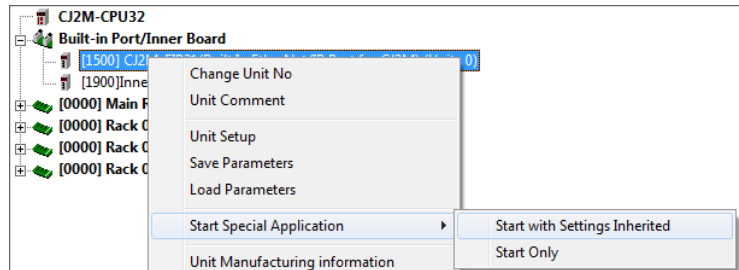 CJ2M-CPU32
Built-in Port/Inner Board
[1500] CJ2M-EIP21(Built-In EtherNet/IP Port for CJ2M) (Unit: 0)
[1900]Inne
[0000] Main R
[0000] Rack 0
[0000] Rack 0
[0000] Rack 0
Change Unit No
Unit Comment
Unit Setup
Save Parameters
Load Parameters
Start Special Application
Unit Manufacturing information
Start with Settings Inherited
Start Only